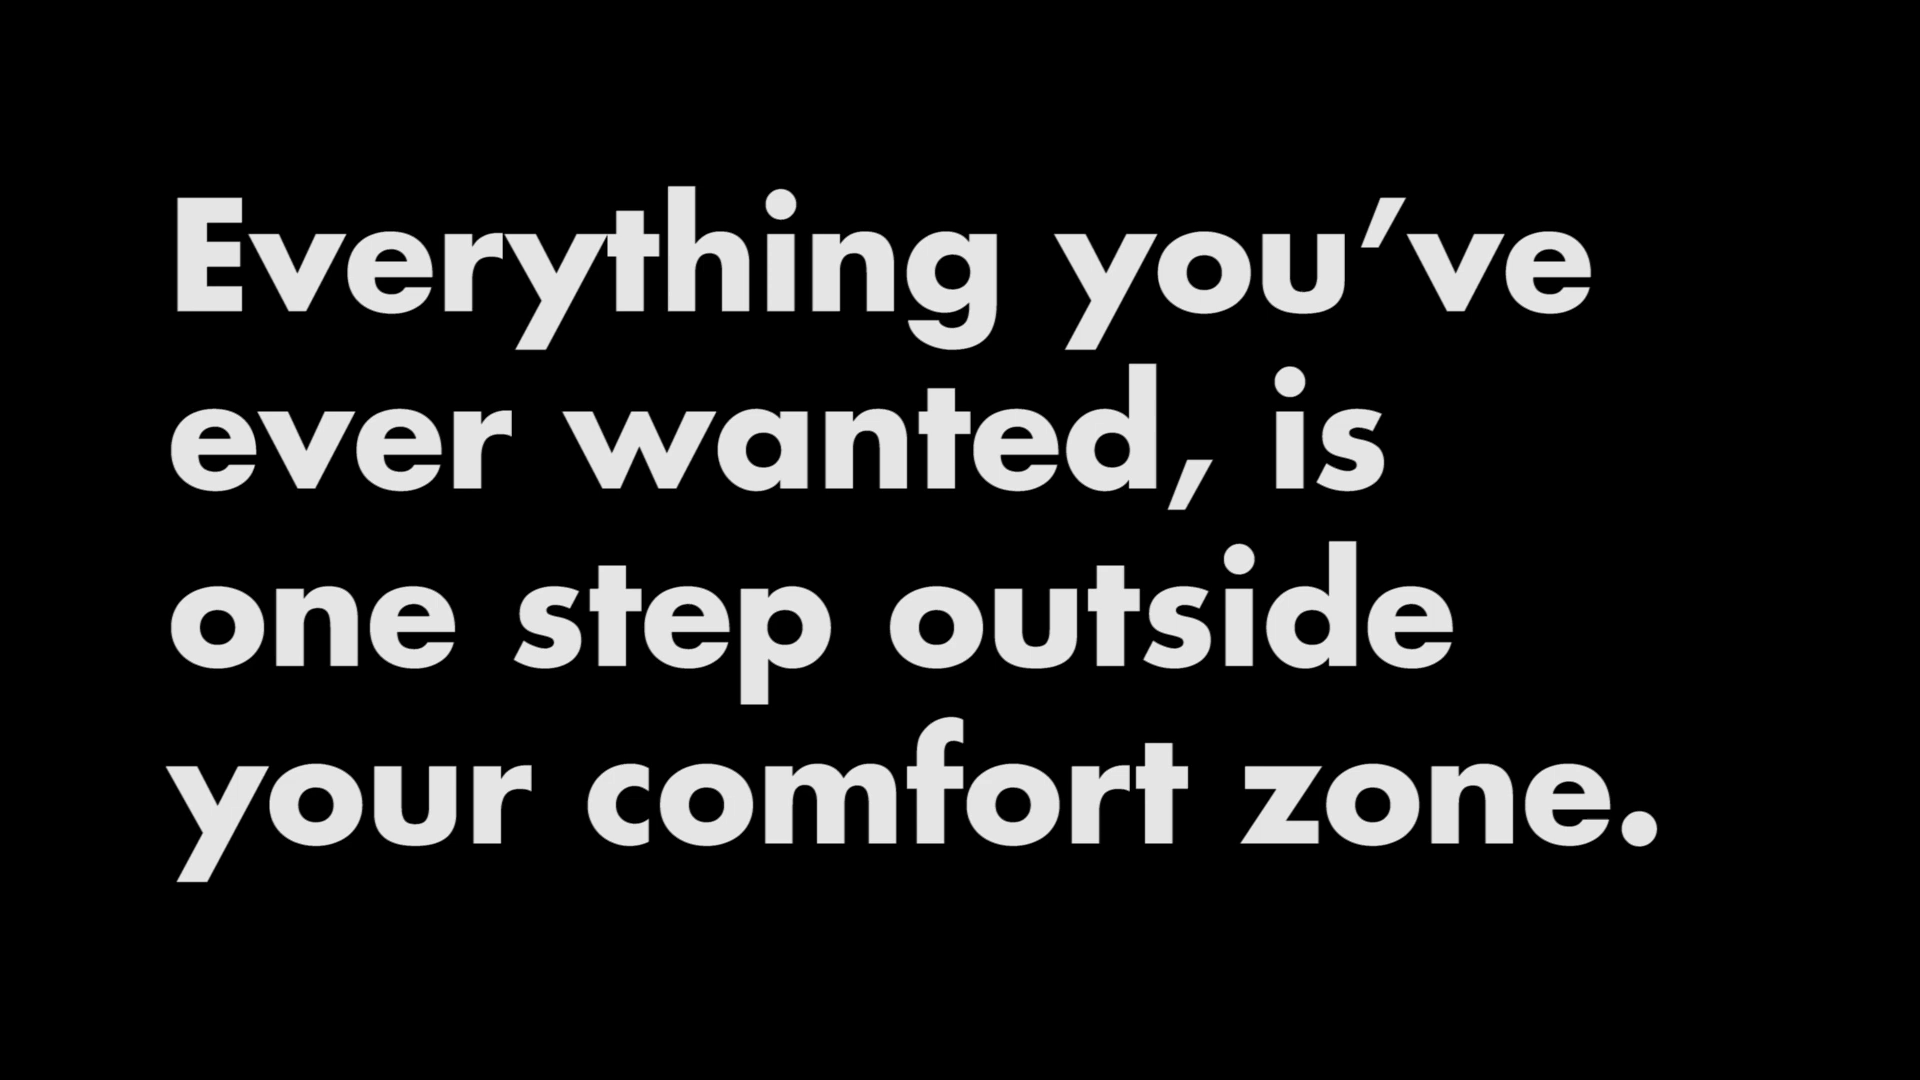 Everything you’ve
ever wanted, is
one step outside
your comfort zone.